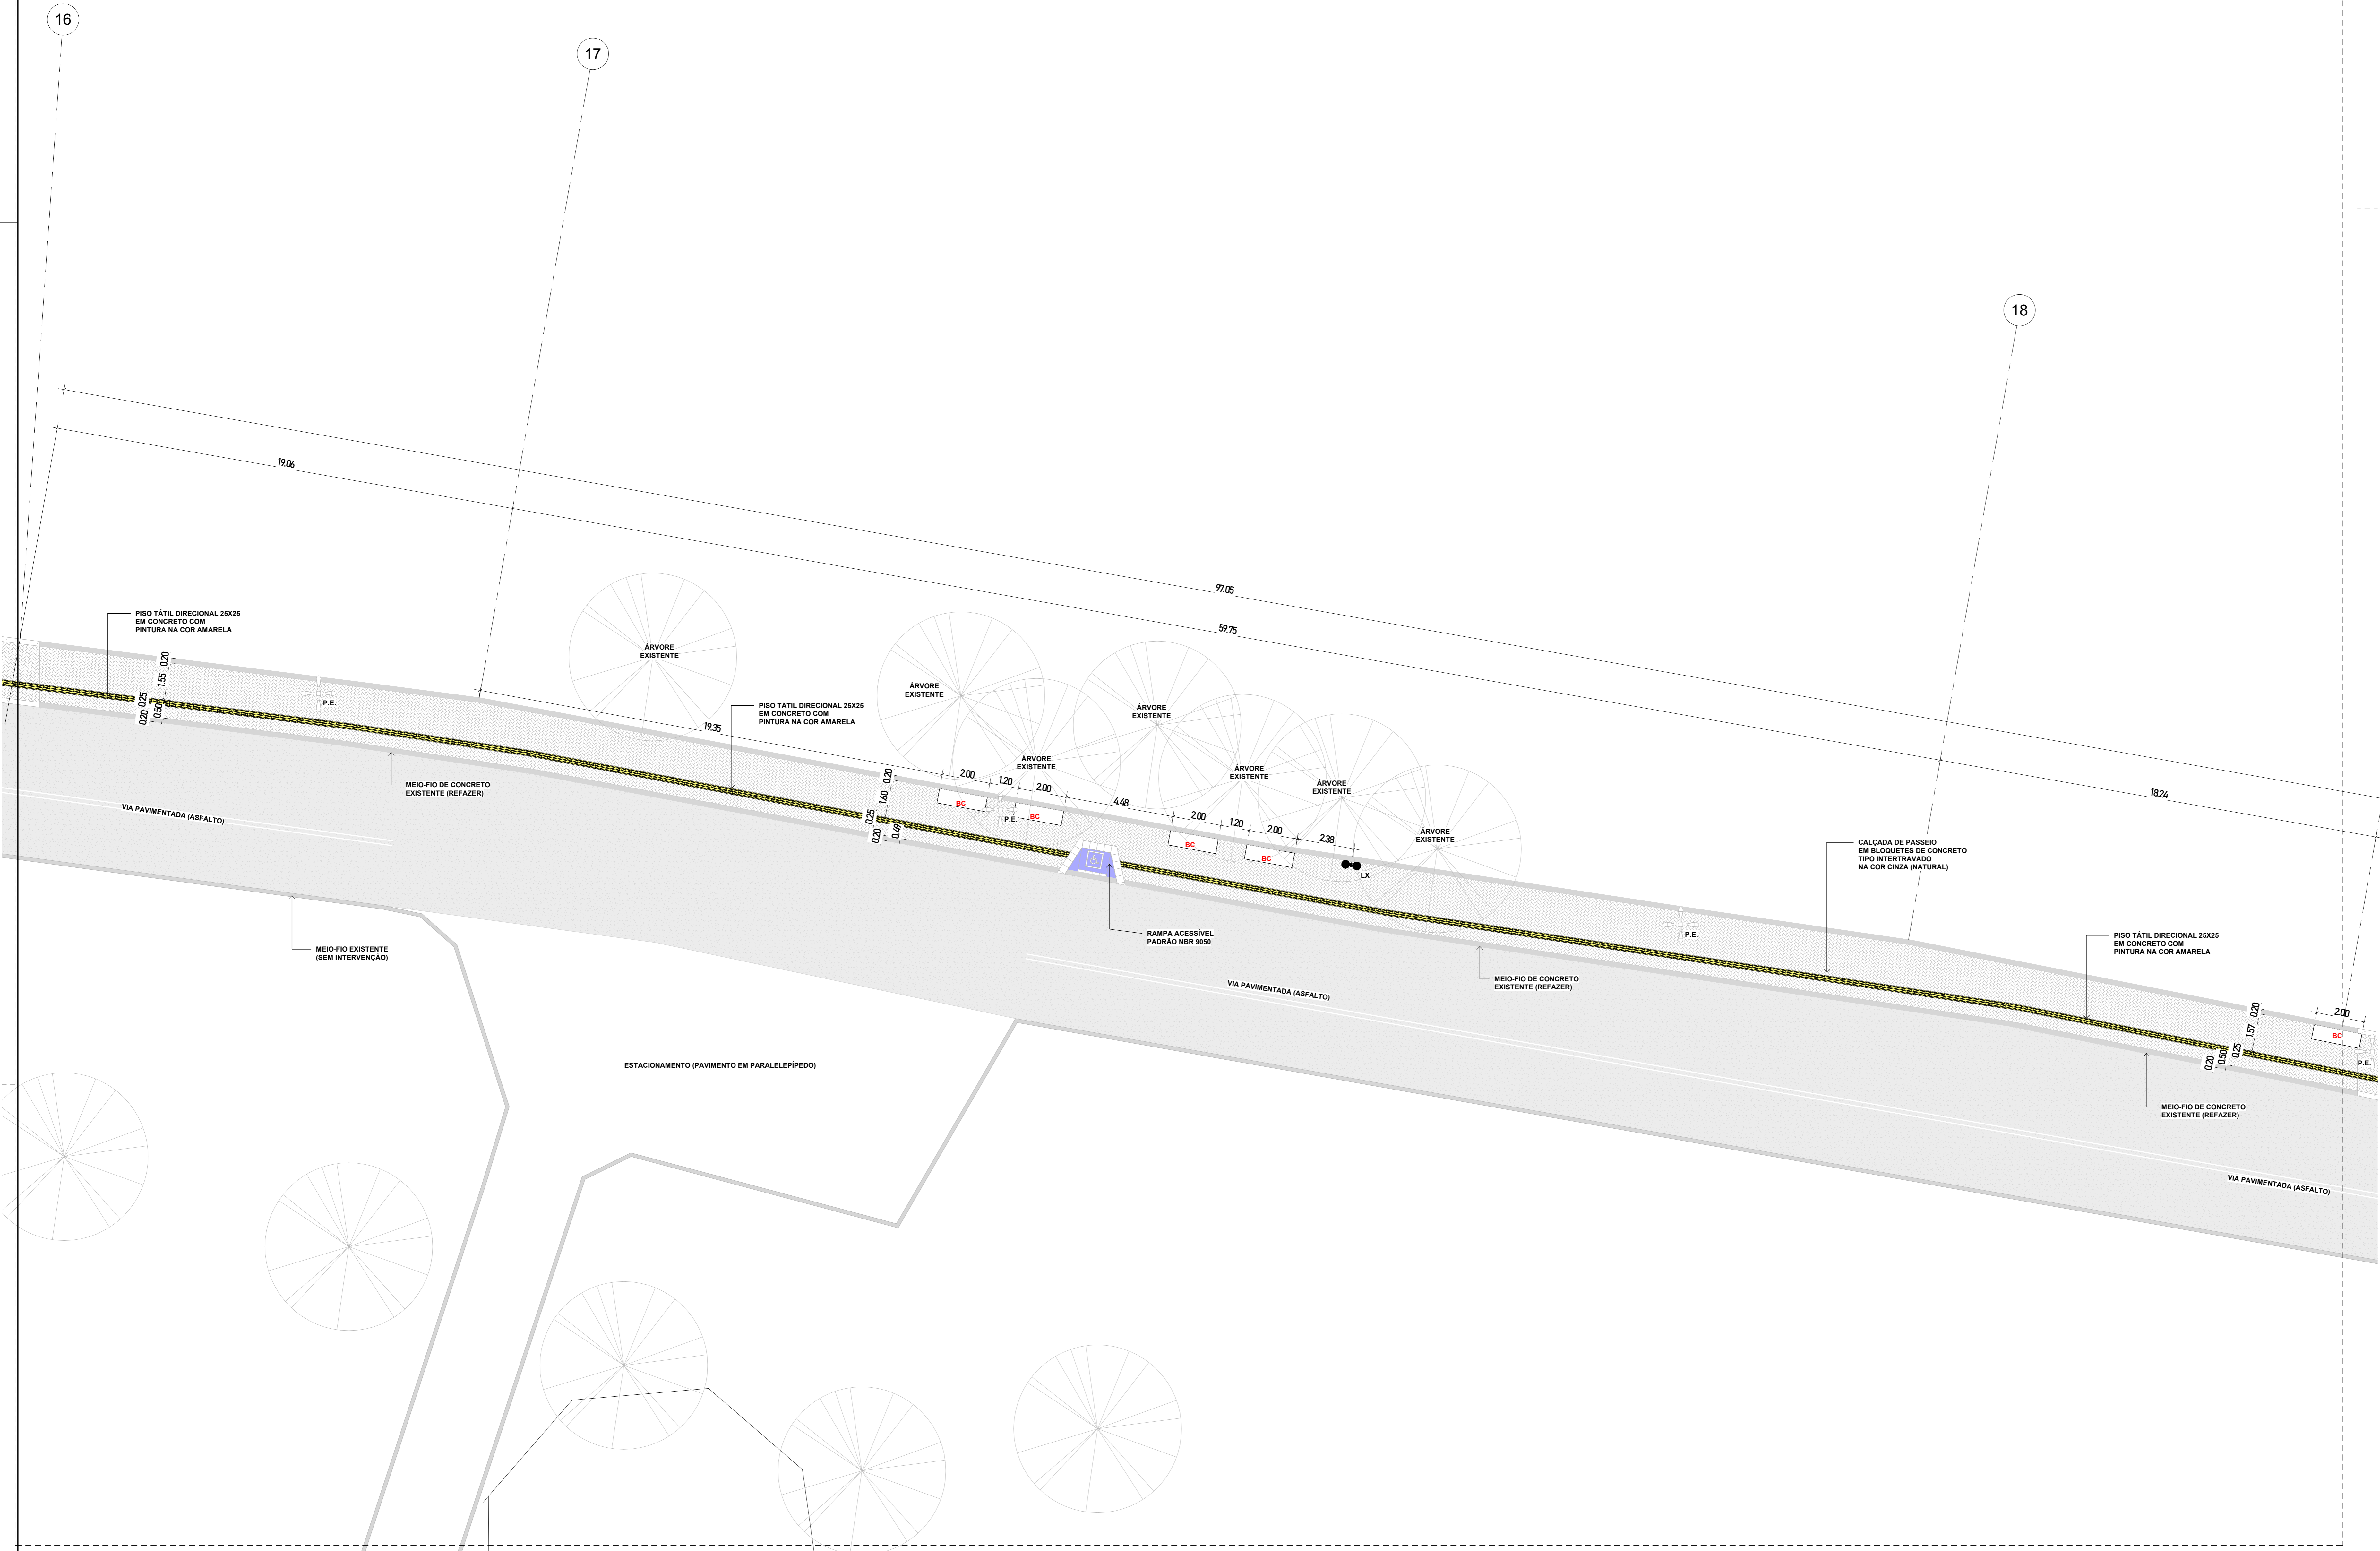 16
17
18
19.06
97.05
59.75
18.24
PISO TÁTIL DIRECIONAL 25X25
EM CONCRETO COM
PINTURA NA COR AMARELA
0.20
1.55
0.25
0.50
0.20
P.E.
ÁRVORE
EXISTENTE
19.35
PISO TÁTIL DIRECIONAL 25X25
EM CONCRETO COM
PINTURA NA COR AMARELA
ÁRVORE
EXISTENTE
ÁRVORE
EXISTENTE
ÁRVORE
EXISTENTE
ÁRVORE
EXISTENTE
ÁRVORE
EXISTENTE
ÁRVORE
EXISTENTE
0.20
1.60
0.25
0.49
0.20
2.00
1.20
2.00
4.48
2.00
1.20
2.00
2.38
BC
P.E.
BC
BC
BC
LX
MEIO-FIO DE CONCRETO
EXISTENTE (REFAZER)
VIA PAVIMENTADA (ASFALTO)
MEIO-FIO EXISTENTE
(SEM INTERVENÇÃO)
RAMPA ACESSÍVEL
PADRÃO NBR 9050
CALÇADA DE PASSEIO
EM BLOQUETES DE CONCRETO
TIPO INTERTRAVADO
NA COR CINZA (NATURAL)
P.E.
PISO TÁTIL DIRECIONAL 25X25
EM CONCRETO COM
PINTURA NA COR AMARELA
MEIO-FIO DE CONCRETO
EXISTENTE (REFAZER)
VIA PAVIMENTADA (ASFALTO)
0.20
1.57
0.25
0.50
0.20
2.00
BC
P.E.
ESTACIONAMENTO (PAVIMENTO EM PARALELEPÍPEDO)
MEIO-FIO DE CONCRETO
EXISTENTE (REFAZER)
VIA PAVIMENTADA (ASFALTO)